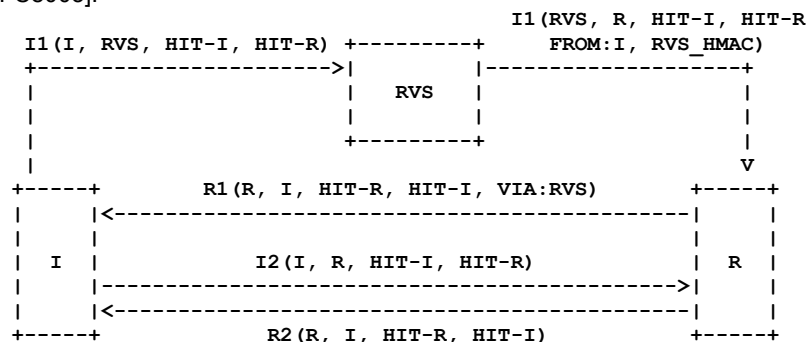 I1(RVS, R, HIT-I, HIT-R
I1(I, RVS, HIT-I, HIT-R) +---------+ FROM:I, RVS_HMAC)
+----------------------->| |--------------------+
| | RVS | |
| | | |
| +---------+ |
| V
+-----+ R1(R, I, HIT-R, HIT-I, VIA:RVS) +-----+
| |<---------------------------------------------| |
| | | |
| I | I2(I, R, HIT-I, HIT-R) | R |
| |--------------------------------------------->| |
| |<---------------------------------------------| |
+-----+ R2(R, I, HIT-R, HIT-I) +-----+